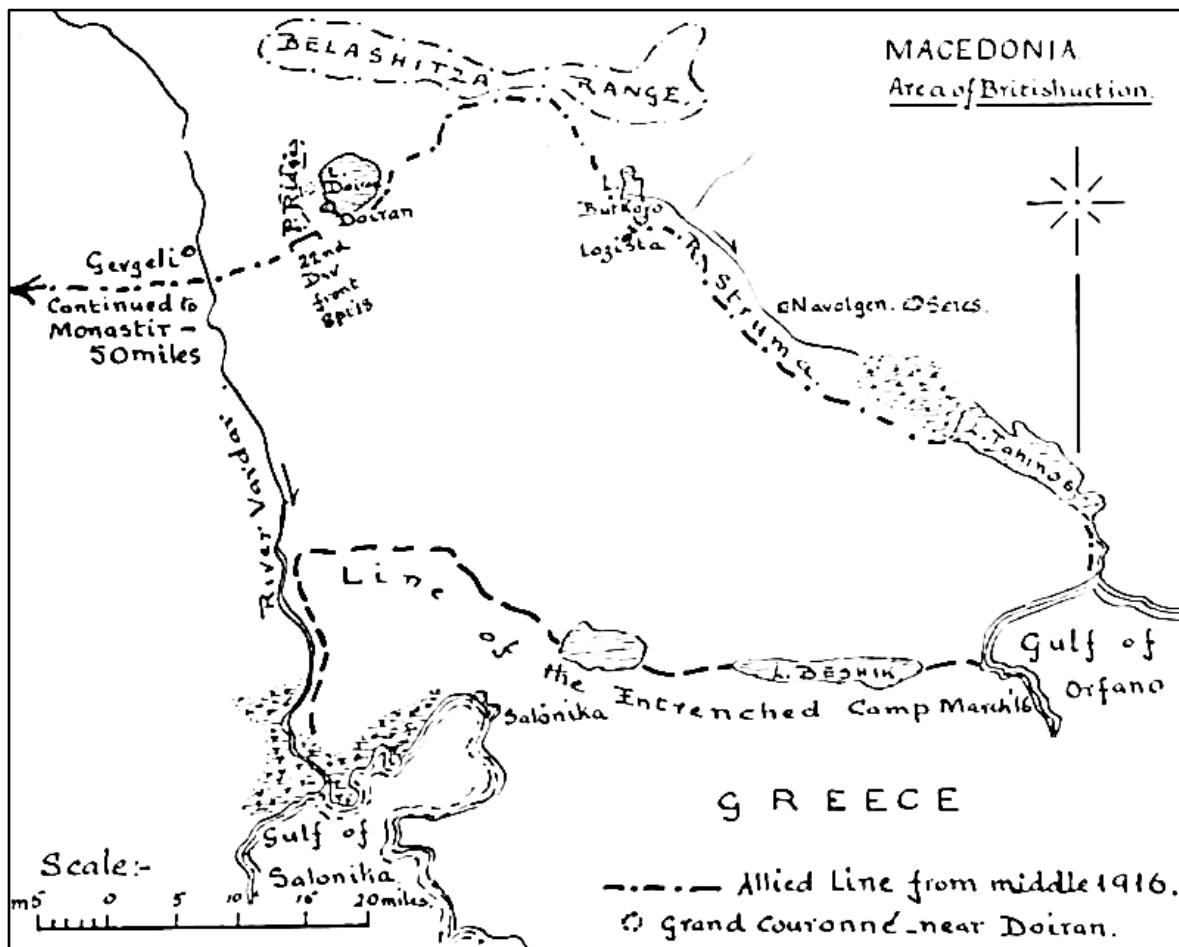 MACEDONIA.
Area of British action.
BELASHITZA
RANGE.
P. Ridges
L. Doiran
Doiran
22nd
Div
front
Spt 18
Gergeli
Continued to
Monastir –
50 miles
L.
Butkovo
Lozista
R. Struma.
Navolgen.
Seres.
L. Tahinos
River Vardar.
Line of the Entrenched Camp March '16
L. BESHIK
Salonika
Gulf of
Orfano
GREECE
Gulf of
Salonika
Scale:-
m5 0 5 10 15 20 miles.
Allied Line from middle 1916.
Grand Couronné – near Doiran.